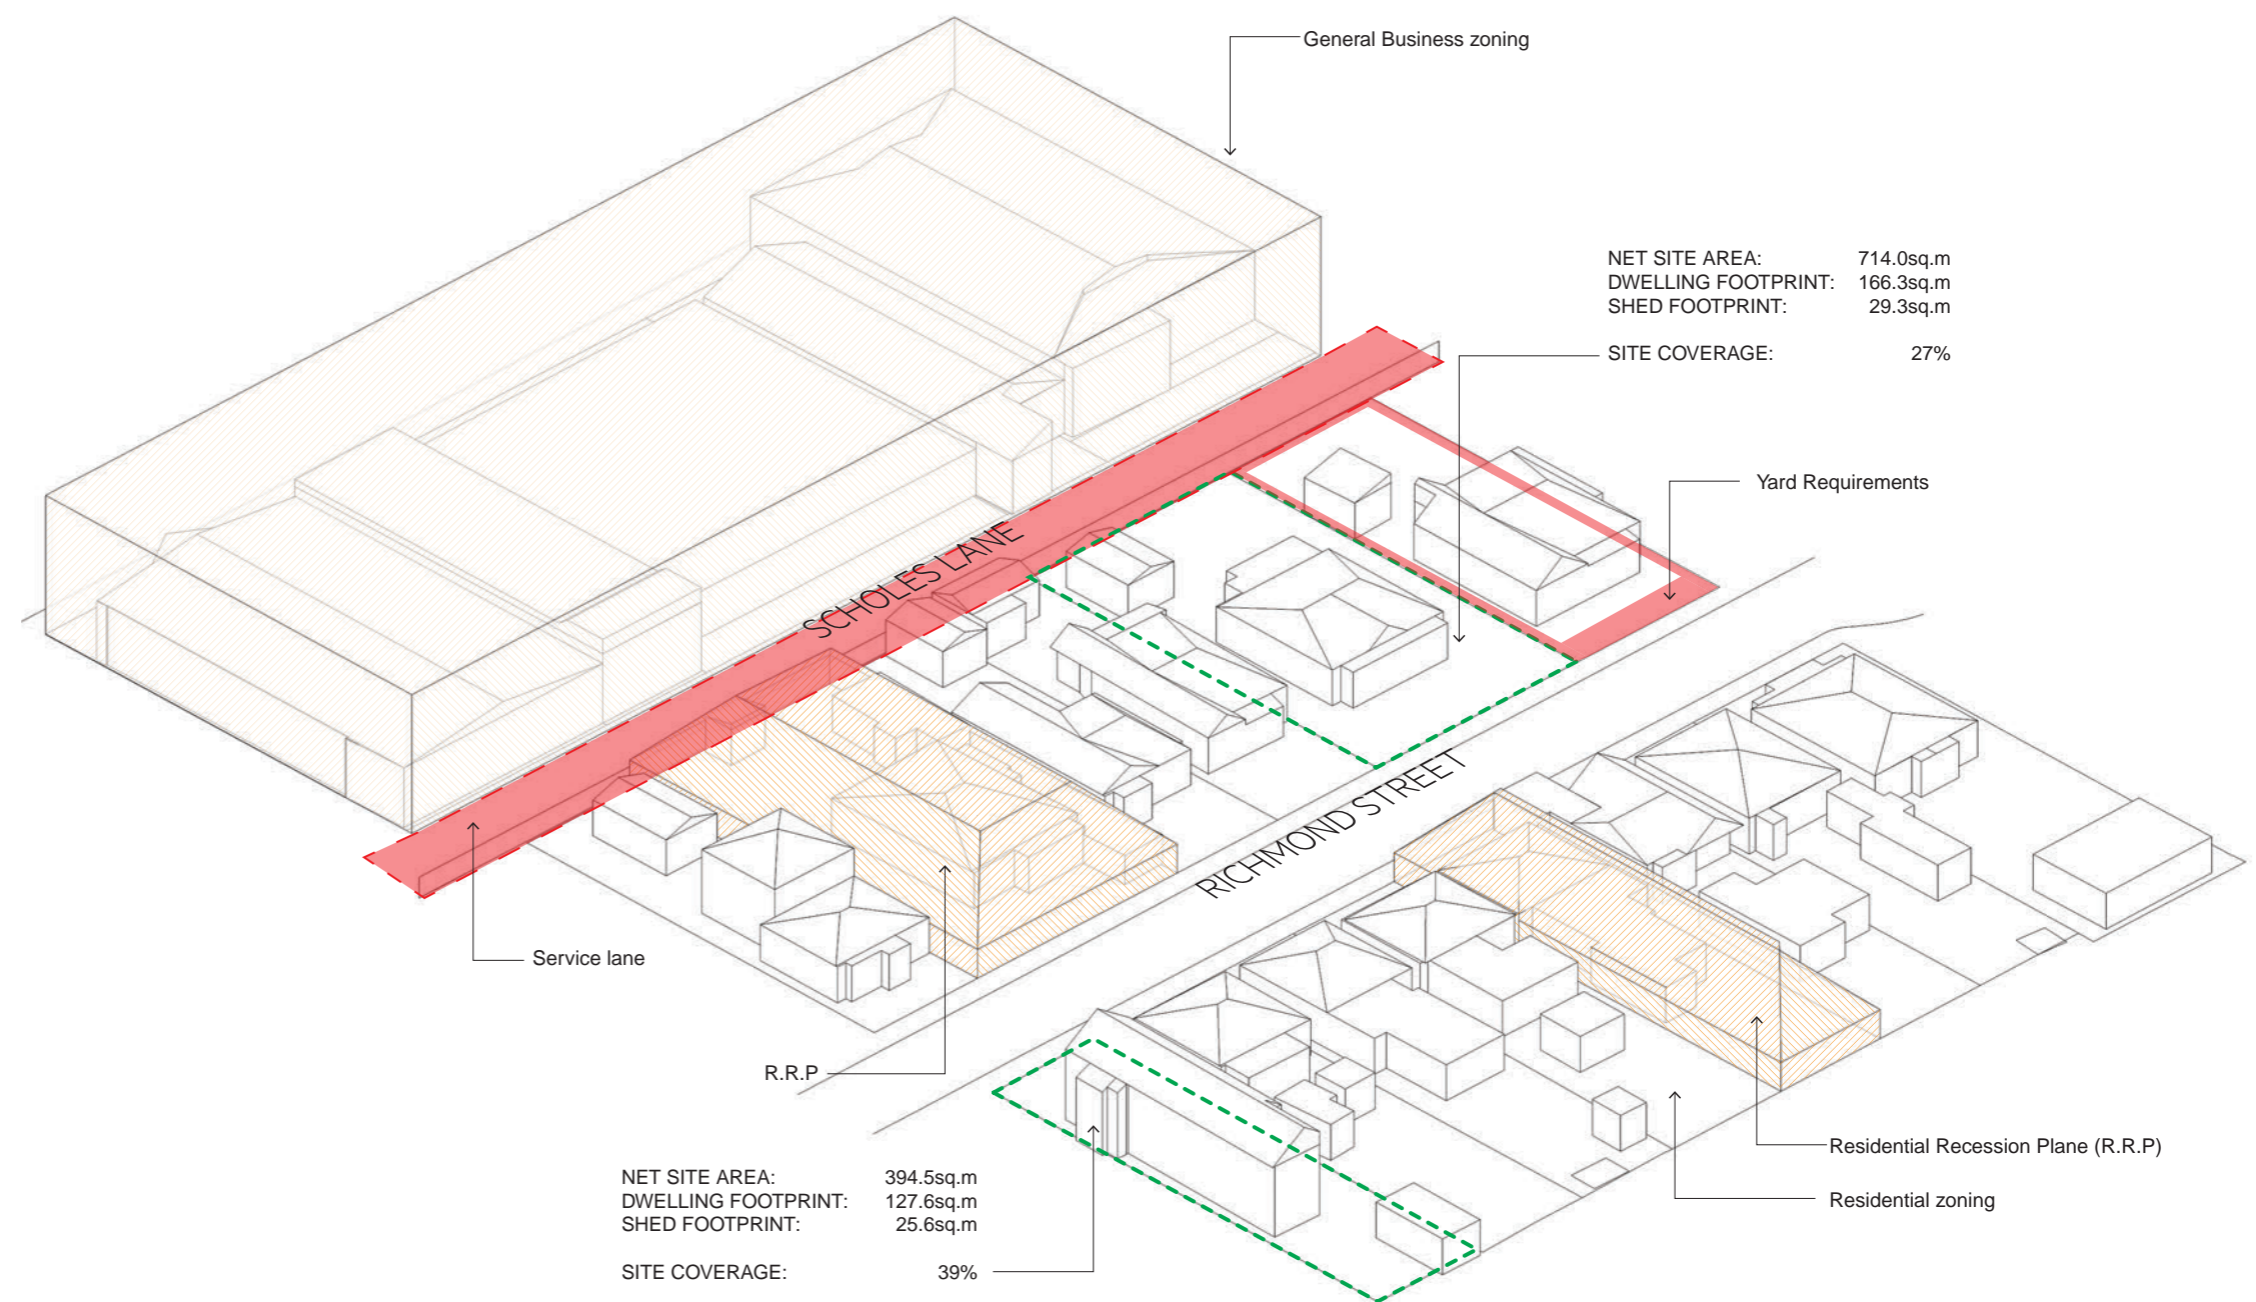 General Business zoning
NET SITE AREA: 714.0sq.m
DWELLING FOOTPRINT: 166.3sq.m
SHED FOOTPRINT: 29.3sq.m
SITE COVERAGE: 27%
Yard Requirements
SCHOLES LANE
RICHMOND STREET
Service lane
R.R.P
Residential Recession Plane (R.R.P)
Residential zoning
NET SITE AREA: 394.5sq.m
DWELLING FOOTPRINT: 127.6sq.m
SHED FOOTPRINT: 25.6sq.m
SITE COVERAGE: 39%